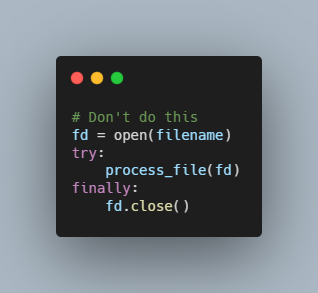 # Don't do this
fd = open(filename)
try:
    process_file(fd)
finally:
    fd.close()